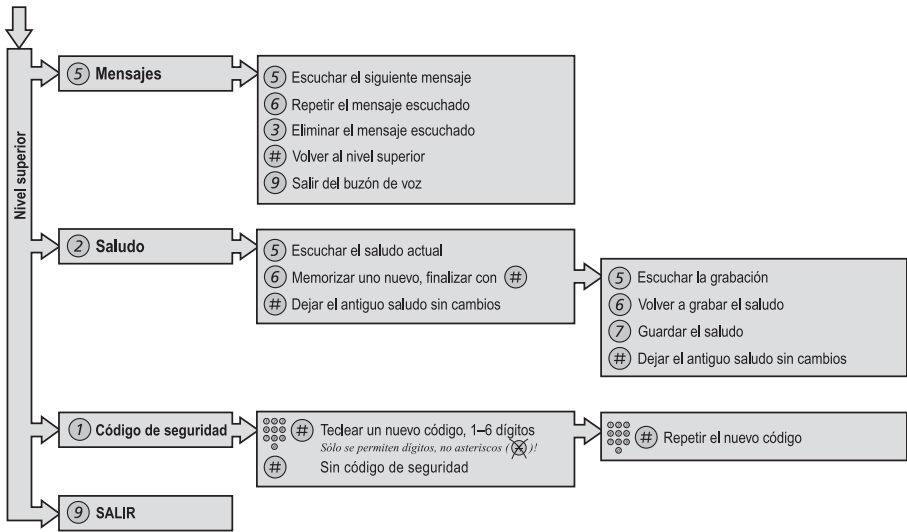 Nivel superior
5 Mensajes
5 Escuchar el siguiente mensaje
6 Repetir el mensaje escuchado
3 Eliminar el mensaje escuchado
# Volver al nivel superior
9 Salir del buzón de voz
2 Saludo
5 Escuchar el saludo actual
6 Memorizar uno nuevo, finalizar con #
# Dejar el antiguo saludo sin cambios
5 Escuchar la grabación
6 Volver a grabar el saludo
7 Guardar el saludo
# Dejar el antiguo saludo sin cambios
1 Código de seguridad
# Teclear un nuevo código, 1–6 dígitos
Sólo se permiten dígitos, no asteriscos (*)!
# Sin código de seguridad
# Repetir el nuevo código
9 SALIR